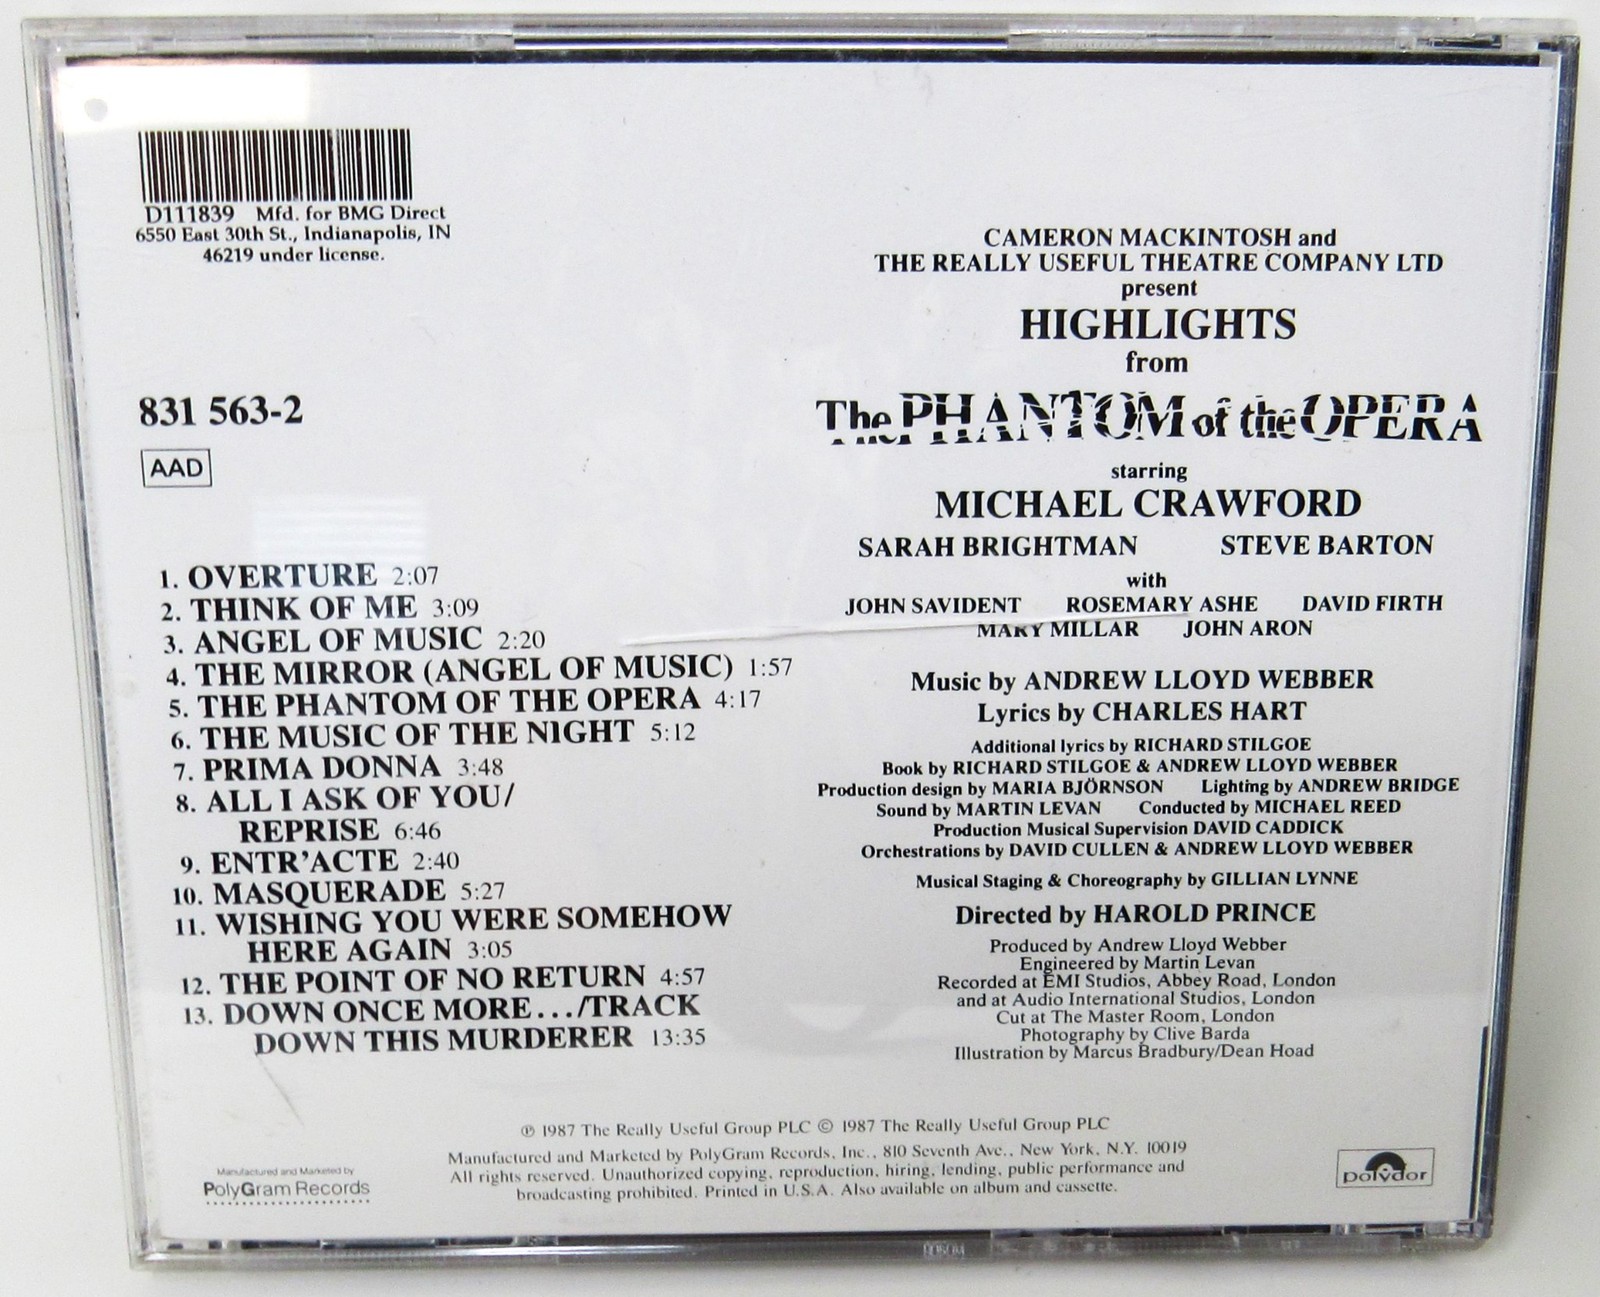 D111839 Mfd. for BMG Direct
6550 East 30th St., Indianapolis, IN
46219 under license.
831 563-2
AAD
1. OVERTURE 2:07
2. THINK OF ME 3:09
3. ANGEL OF MUSIC 2:20
4. THE MIRROR (ANGEL OF MUSIC) 1:57
5. THE PHANTOM OF THE OPERA 4:17
6. THE MUSIC OF THE NIGHT 5:12
7. PRIMA DONNA 3:48
8. ALL I ASK OF YOU/
REPRISE 6:46
9. ENTR'ACTE 2:40
10. MASQUERADE 5:27
11. WISHING YOU WERE SOMEHOW
HERE AGAIN 3:05
12. THE POINT OF NO RETURN 4:57
13. DOWN ONCE MORE.../TRACK
DOWN THIS MURDERER 13:35
CAMERON MACKINTOSH and
THE REALLY USEFUL THEATRE COMPANY LTD
present
HIGHLIGHTS
from
The PHANTOM of the OPERA
starring
MICHAEL CRAWFORD
SARAH BRIGHTMAN STEVE BARTON
with
JOHN SAVIDENT ROSEMARY ASHE DAVID FIRTH
MARY MILLAR JOHN ARON
Music by ANDREW LLOYD WEBBER
Lyrics by CHARLES HART
Additional lyrics by RICHARD STILGOE
Book by RICHARD STILGOE & ANDREW LLOYD WEBBER
Production design by MARIA BJÖRNSON Lighting by ANDREW BRIDGE
Sound by MARTIN LEVAN Conducted by MICHAEL REED
Production Musical Supervision DAVID CADDICK
Orchestrations by DAVID CULLEN & ANDREW LLOYD WEBBER
Musical Staging & Choreography by GILLIAN LYNNE
Directed by HAROLD PRINCE
Produced by Andrew Lloyd Webber
Engineered by Martin Levan
Recorded at EMI Studios, Abbey Road, London
and at Audio International Studios, London
Cut at The Master Room, London
Photography by Clive Barda
Illustration by Marcus Bradbury/Dean Hoad
℗ 1987 The Really Useful Group PLC © 1987 The Really Useful Group PLC
Manufactured and Marketed by PolyGram Records, Inc., 810 Seventh Ave., New York, N.Y. 10019
All rights reserved. Unauthorized copying, reproduction, hiring, lending, public performance and
broadcasting prohibited. Printed in U.S.A. Also available on album and cassette.
Manufactured and Marketed by
PolyGram Records
polydor